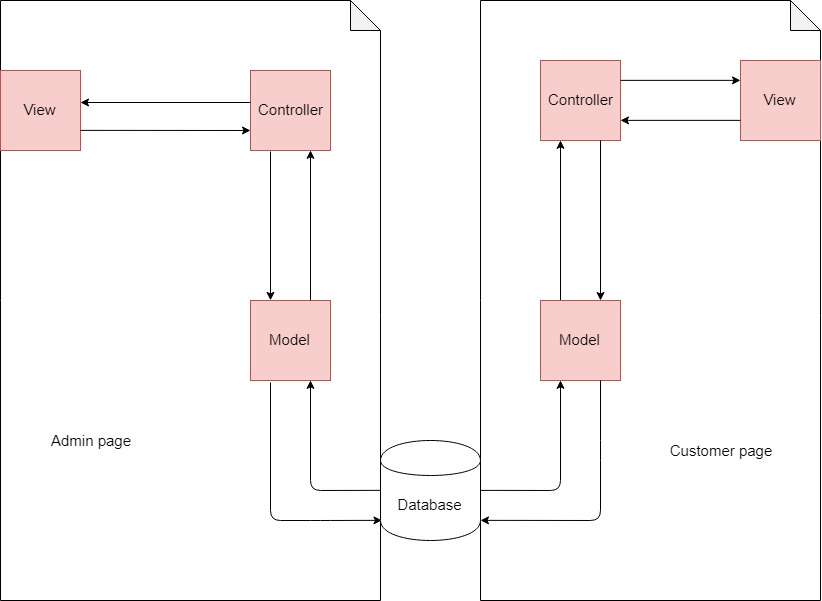 View
Controller
Controller
View
Model
Model
Admin page
Customer page
Database